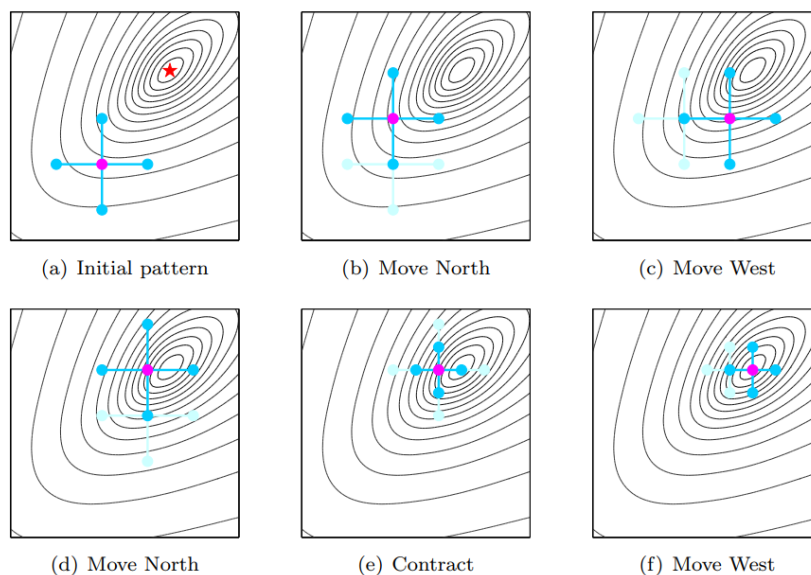 (a) Initial pattern
(b) Move North
(c) Move West
(d) Move North
(e) Contract
(f) Move West